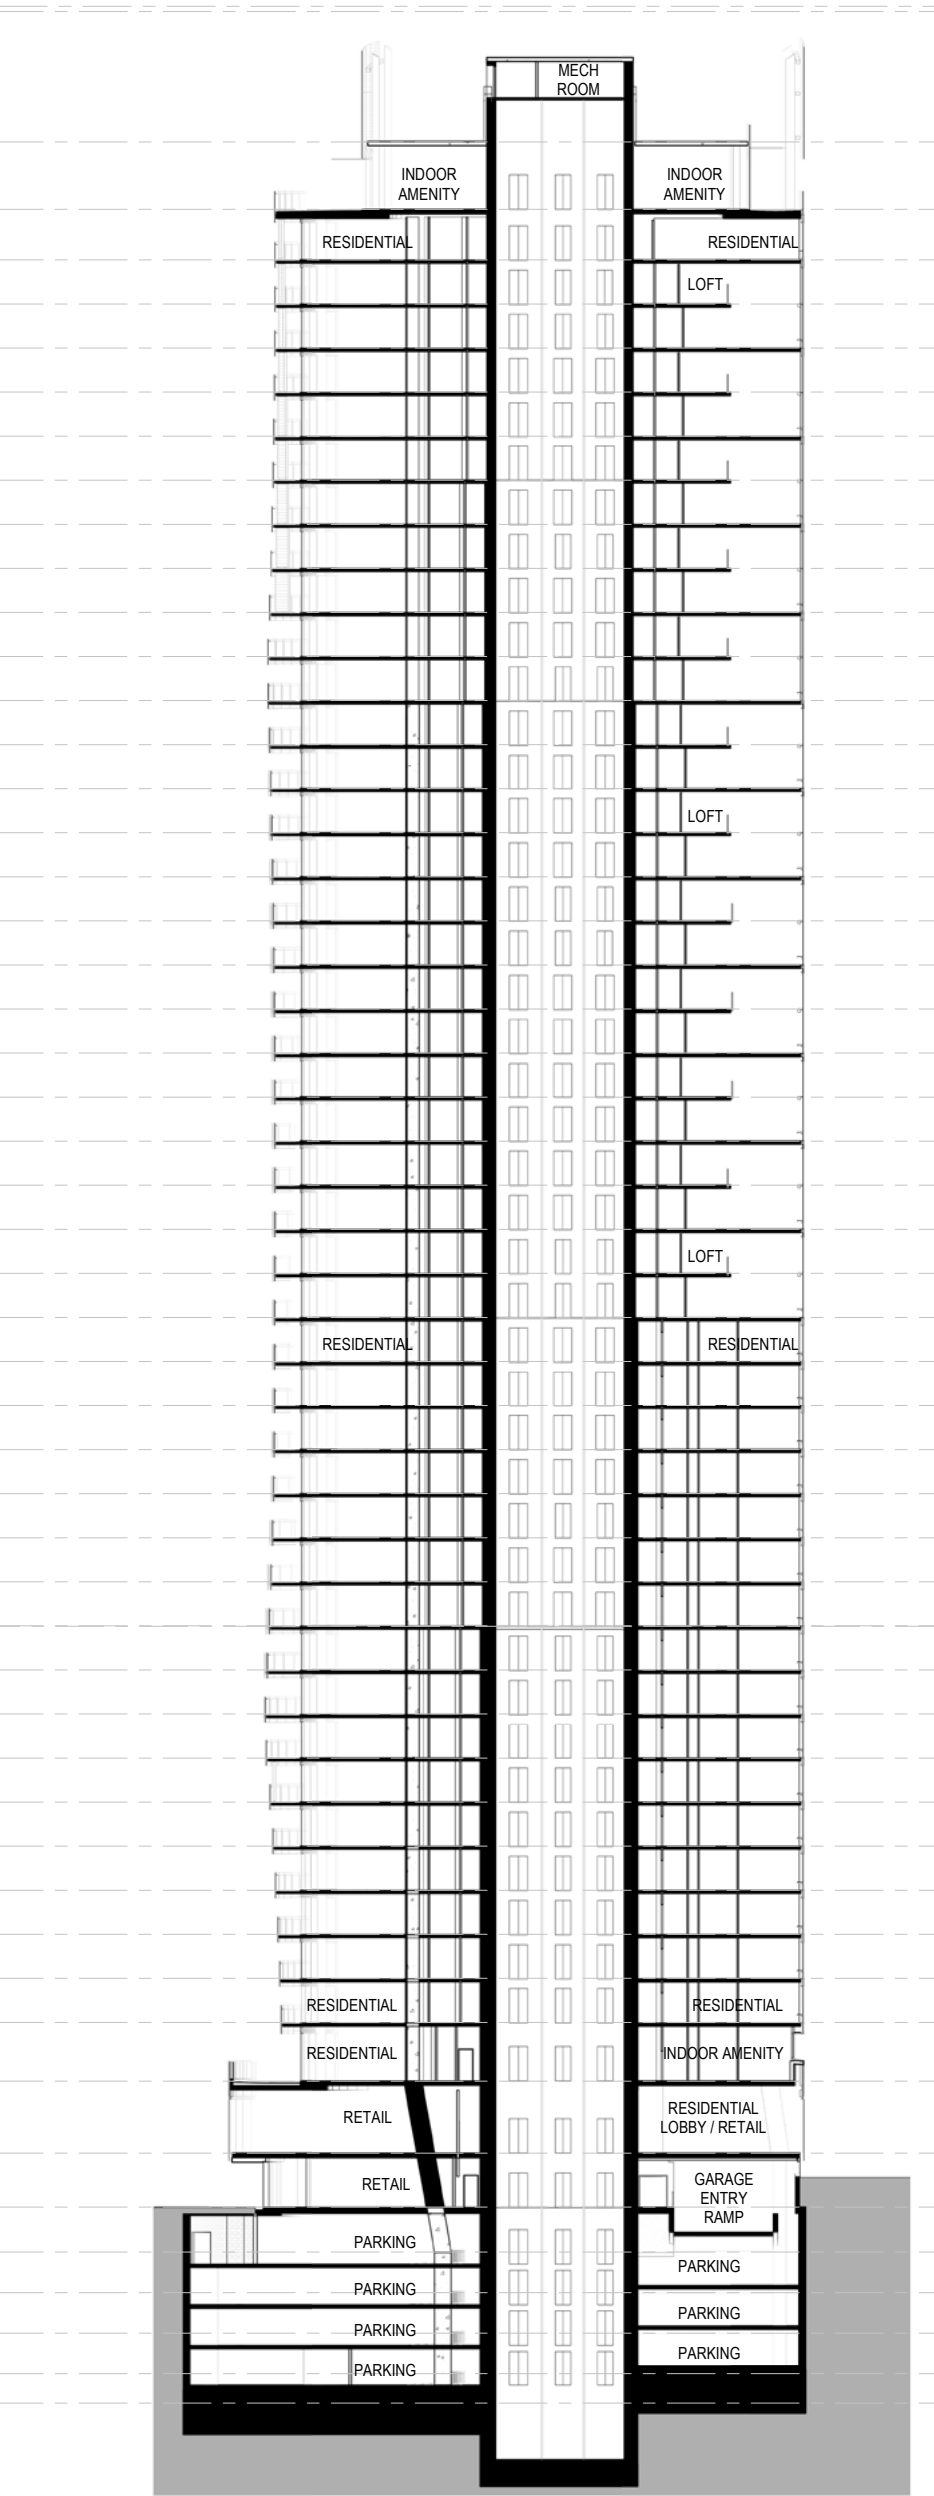 MECH
ROOM
INDOOR
AMENITY
INDOOR
AMENITY
RESIDENTIAL
RESIDENTIAL
LOFT
LOFT
LOFT
RESIDENTIAL
RESIDENTIAL
RESIDENTIAL
RESIDENTIAL
RESIDENTIAL
INDOOR AMENITY
RETAIL
RESIDENTIAL
LOBBY / RETAIL
RETAIL
GARAGE
ENTRY
RAMP
PARKING
PARKING
PARKING
PARKING
PARKING
PARKING
PARKING